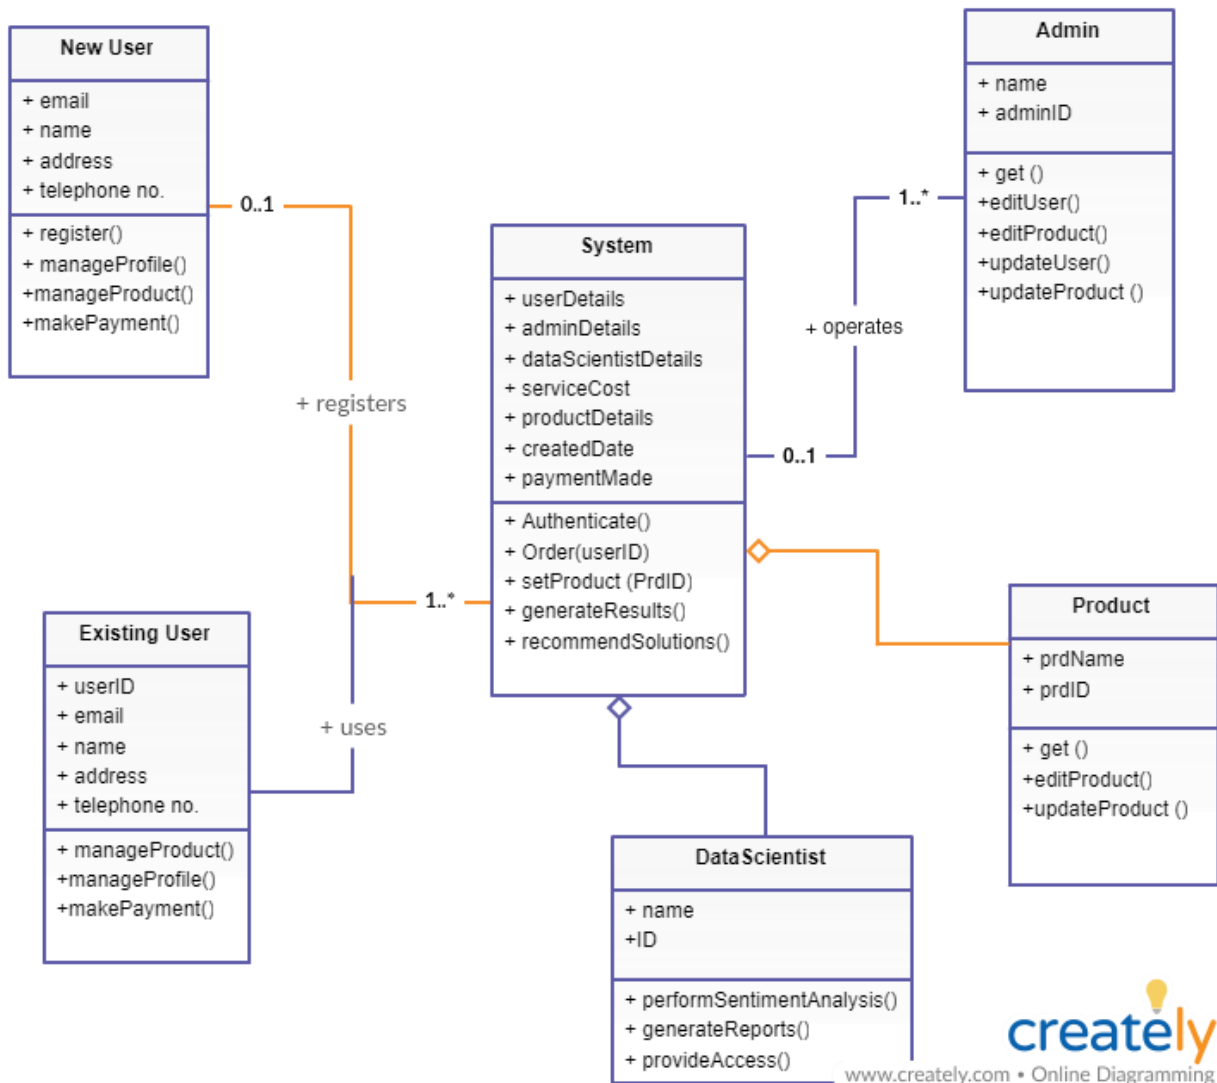 New User
+ email
+ name
+ address
+ telephone no.
+ register()
+ manageProfile()
+manageProduct()
+makePayment()
0..1
+ registers
1..*
Existing User
+ userID
+ email
+ name
+ address
+ telephone no.
+ manageProduct()
+manageProfile()
+makePayment()
+ uses
System
+ userDetails
+ adminDetails
+ dataScientistDetails
+ serviceCost
+ productDetails
+ createdDate
+ paymentMade
+ Authenticate()
+ Order(userID)
+ setProduct (PrdID)
+ generateResults()
+ recommendSolutions()
Admin
+ name
+ adminID
+ get ()
+editUser()
+editProduct()
+updateUser()
+updateProduct ()
1..*
+ operates
0..1
Product
+ prdName
+ prdID
+ get ()
+editProduct()
+updateProduct ()
DataScientist
+ name
+ID
+ performSentimentAnalysis()
+ generateReports()
+ provideAccess()
creately
www.creately.com • Online Diagramming